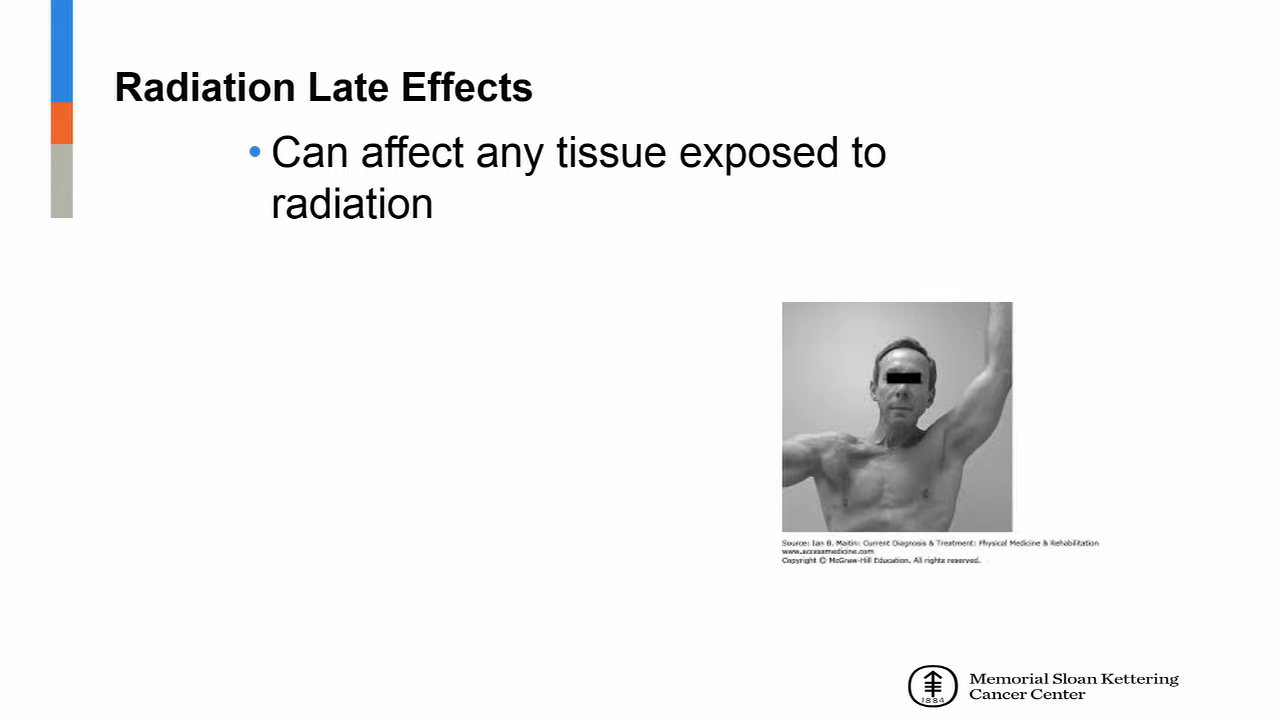 Radiation Late Effects
• Can affect any tissue exposed to
radiation
Source: Ian B. Maitin: Current Diagnosis & Treatment: Physical Medicine & Rehabilitation
www.accessmedicine.com
Copyright © McGraw-Hill Education. All rights reserved.
1884
Memorial Sloan Kettering
Cancer Center